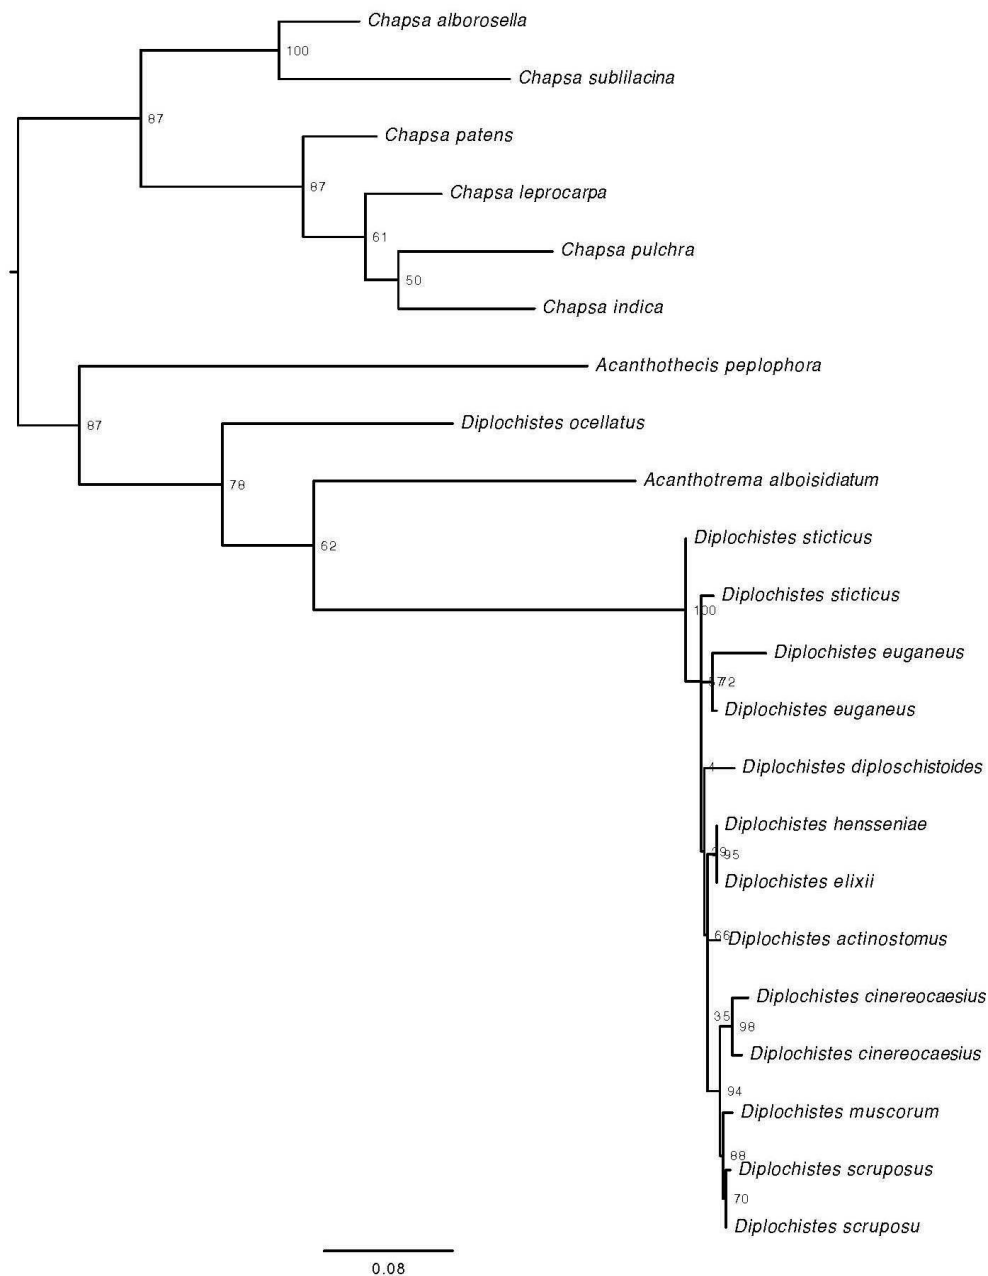 Chapsa alborosella
100
Chapsa sublilacina
87
Chapsa patens
87
Chapsa leprocarpa
61
Chapsa pulchra
50
Chapsa indica
Acanthothecis peplophora
87
Diplochistes ocellatus
78
Acanthotrema alboisidiatum
62
Diplochistes sticticus
Diplochistes sticticus
100
Diplochistes euganeus
72
Diplochistes euganeus
Diplochistes diploschistoides
4
Diplochistes hensseniae
95
Diplochistes elixii
66
Diplochistes actinostomus
Diplochistes cinereocaesius
35
98
Diplochistes cinereocaesius
94
Diplochistes muscorum
88
Diplochistes scruposus
70
Diplochistes scruposu
0.08